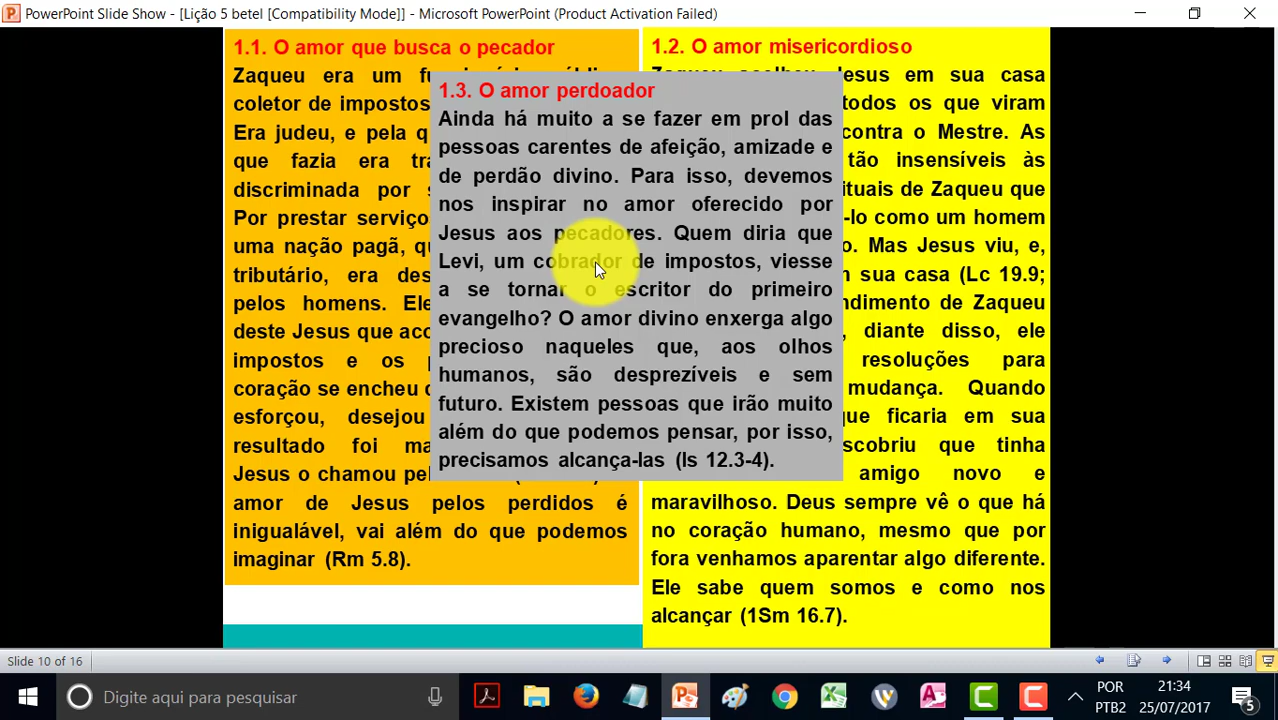 PowerPoint Slide Show - [Lição 5 betel [Compatibility Mode]] - Microsoft PowerPoint (Product Activation Failed)
1.1. O amor que busca o pecador
Zaqueu era um
coletor de impostos
Era judeu, e pela
que fazia era
discriminada por
Por prestar serviço
uma nação pagã,
tributário, era
pelos homens.
deste Jesus que
impostos e os
coração se encheu
esforçou, desejou
resultado foi
Jesus o chamou
amor de Jesus pelos perdidos é
inigualável, vai além do que podemos
imaginar (Rm 5.8).
1.3. O amor perdoador
Ainda há muito a se fazer em prol das
pessoas carentes de afeição, amizade e
de perdão divino. Para isso, devemos
nos inspirar no amor oferecido por
Jesus aos pecadores. Quem diria que
Levi, um cobrador de impostos, viesse
a se tornar o escritor do primeiro
evangelho? O amor divino enxerga algo
precioso naqueles que, aos olhos
humanos, são desprezíveis e sem
futuro. Existem pessoas que irão muito
além do que podemos pensar, por isso,
precisamos alcança-las (Is 12.3-4).
1.2. O amor misericordioso
Zaqueu acolheu Jesus em sua casa
todos os que viram
contra o Mestre. As
tão insensíveis às
de Zaqueu que
-lo como um homem
Mas Jesus viu, e,
sua casa (Lc 19.9;
de Zaqueu
diante disso, ele
resoluções para
mudança. Quando
que ficaria em sua
que tinha
amigo novo e
maravilhoso. Deus sempre vê o que há
no coração humano, mesmo que por
fora venhamos aparentar algo diferente.
Ele sabe quem somos e como nos
alcançar (1Sm 16.7).
Slide 10 of 16
Digite aqui para pesquisar
POR
PTB2
21:34
25/07/2017
5